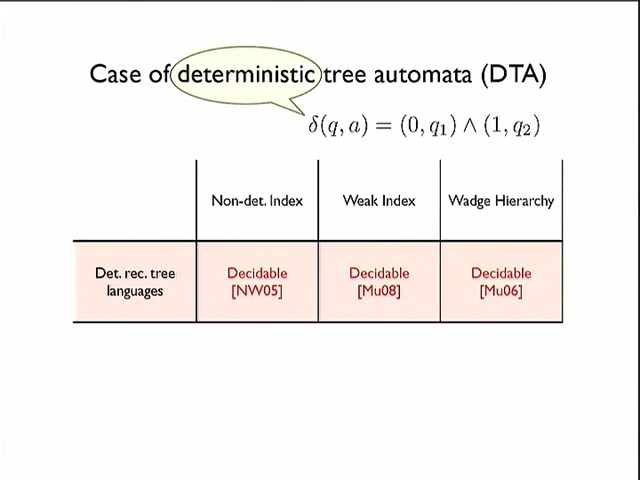 Case of deterministic tree automata (DTA)
δ(q, a) = (0, q₁) ∧ (1, q₂)
Non-det. Index
Weak Index
Wadge Hierarchy
Det. rec. tree
languages
Decidable
[NW05]
Decidable
[Mu08]
Decidable
[Mu06]